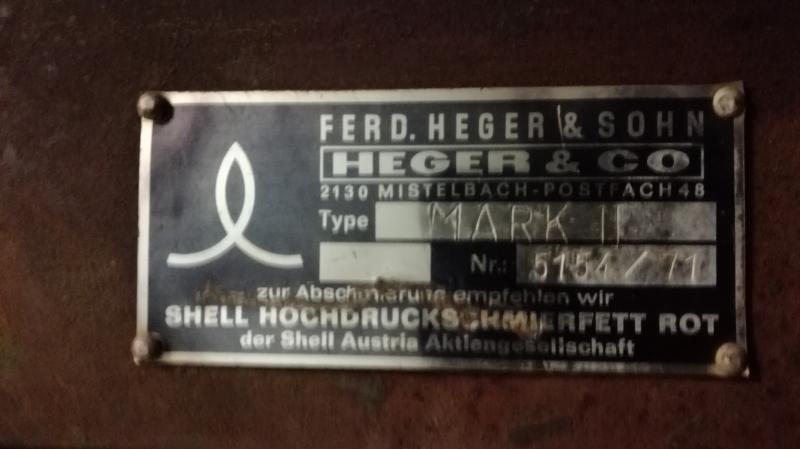 FERD. HEGER & SOHN
HEGER & CO
2130 MISTELBACH-POSTFACH 48
Type MARK II
Nr.: 5154/71
zur Abschmierung empfehlen wir
SHELL HOCHDRUCKSCHMIERFETT ROT
der Shell Austria Aktiengesellschaft